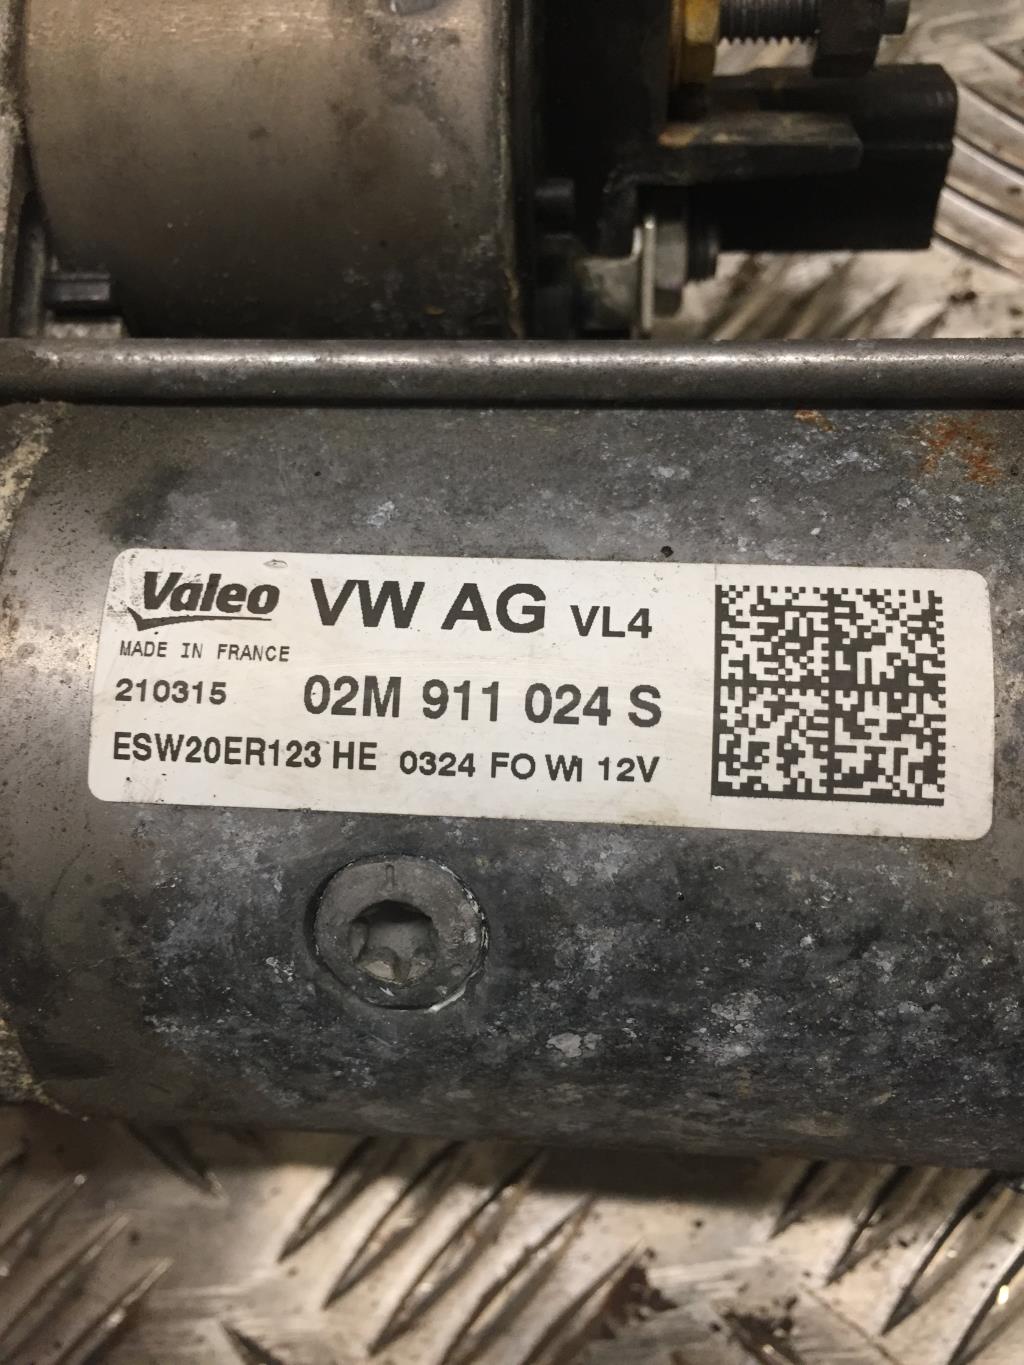 Valeo VW AG VL4
MADE IN FRANCE
210315 02M 911 024 S
ESW20ER123 HE 0324 FO WI 12V